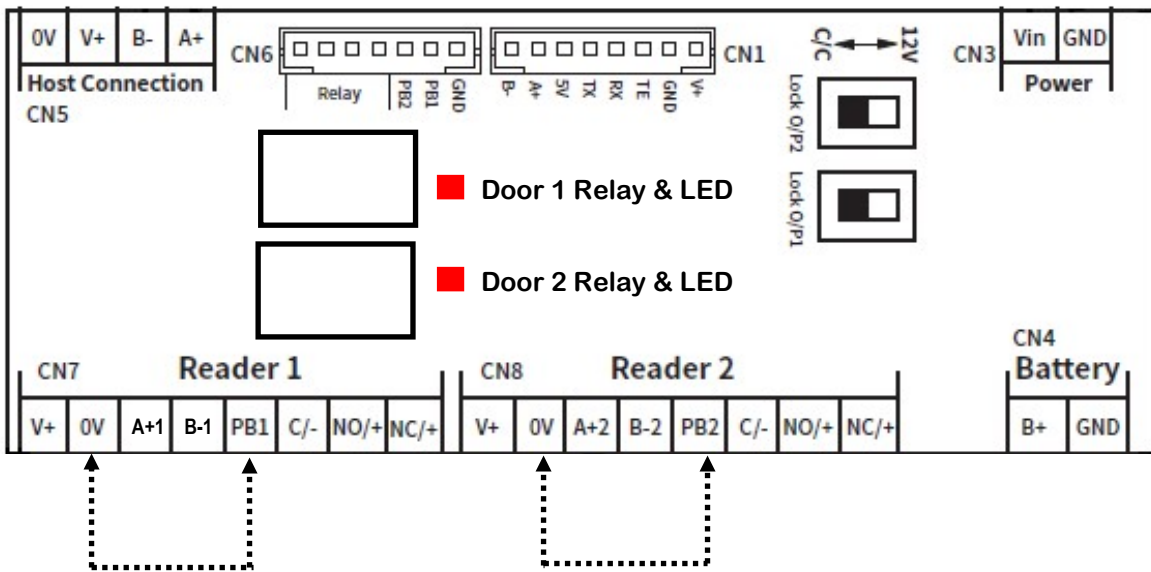 0V V+ B- A+
Host Connection
CN5
CN6
Relay PB2 PB1 GND
B- A+ 5V TX RX TE GND V+
CN1
C/C 12V
Lock O/P2
Lock O/P1
CN3
Vin GND
Power
Door 1 Relay & LED
Door 2 Relay & LED
CN7 Reader 1
V+ 0V A+1 B-1 PB1 C/- NO/+ NC/+
CN8 Reader 2
V+ 0V A+2 B-2 PB2 C/- NO/+ NC/+
CN4
Battery
B+ GND